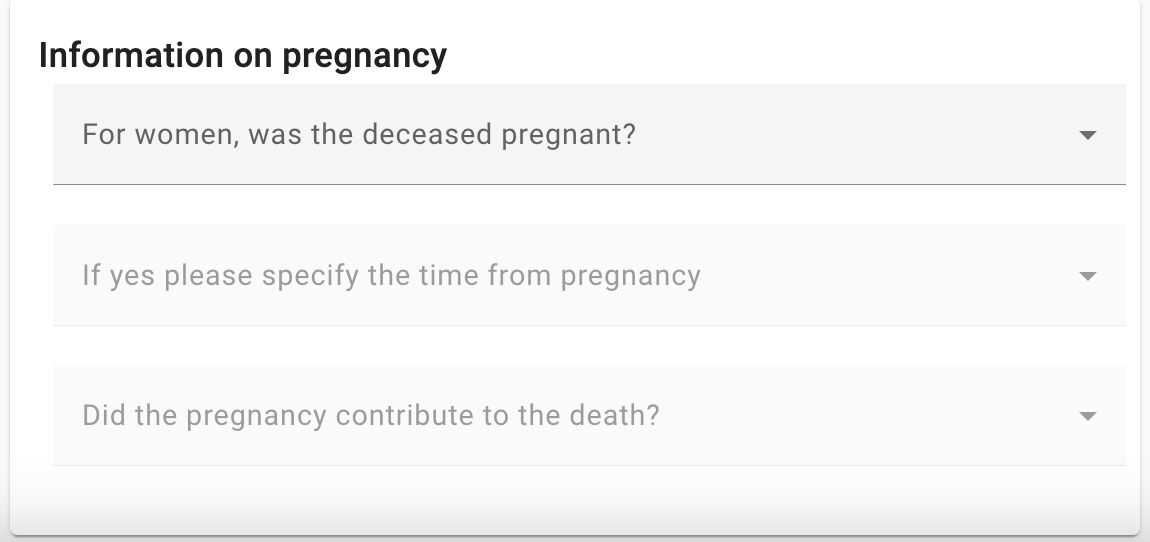 Information on pregnancy
For women, was the deceased pregnant?
If yes please specify the time from pregnancy
Did the pregnancy contribute to the death?